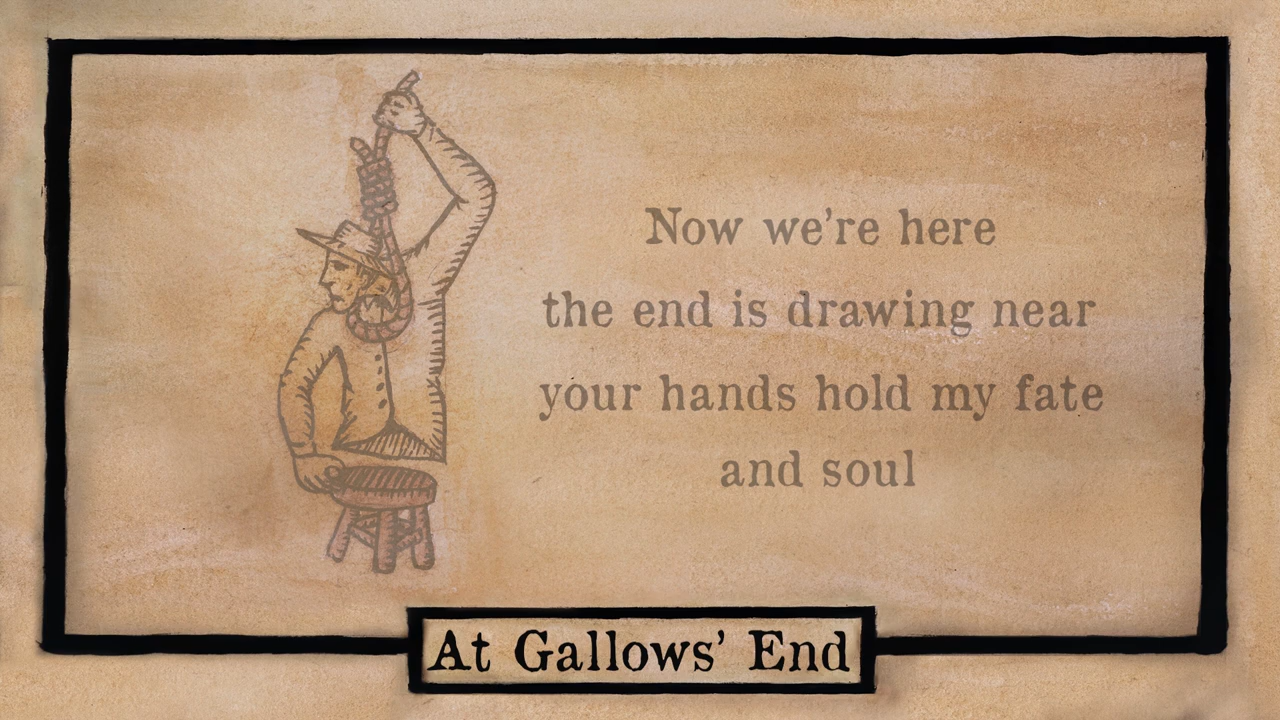 Now we're here
the end is drawing near
your hands hold my fate
and soul
At Gallows' End